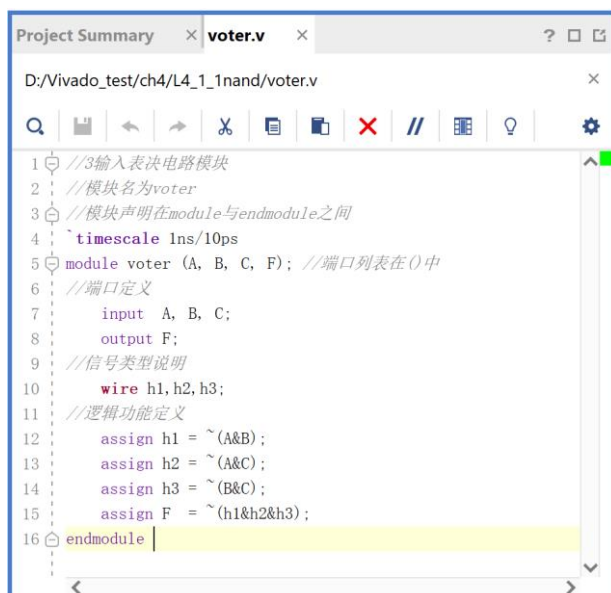 Project Summary × voter.v × ?
D:/Vivado_test/ch4/L4_1_1nand/voter.v ×
1 //3输入表决电路模块
2 //模块名为voter
3 //模块声明在module与endmodule之间
4 `timescale 1ns/10ps
5 module voter (A, B, C, F); //端口列表在()中
6 //端口定义
7 input A, B, C;
8 output F;
9 //信号类型说明
10 wire h1,h2,h3;
11 //逻辑功能定义
12 assign h1 = ~(A&B);
13 assign h2 = ~(A&C);
14 assign h3 = ~(B&C);
15 assign F = ~(h1&h2&h3);
16 endmodule